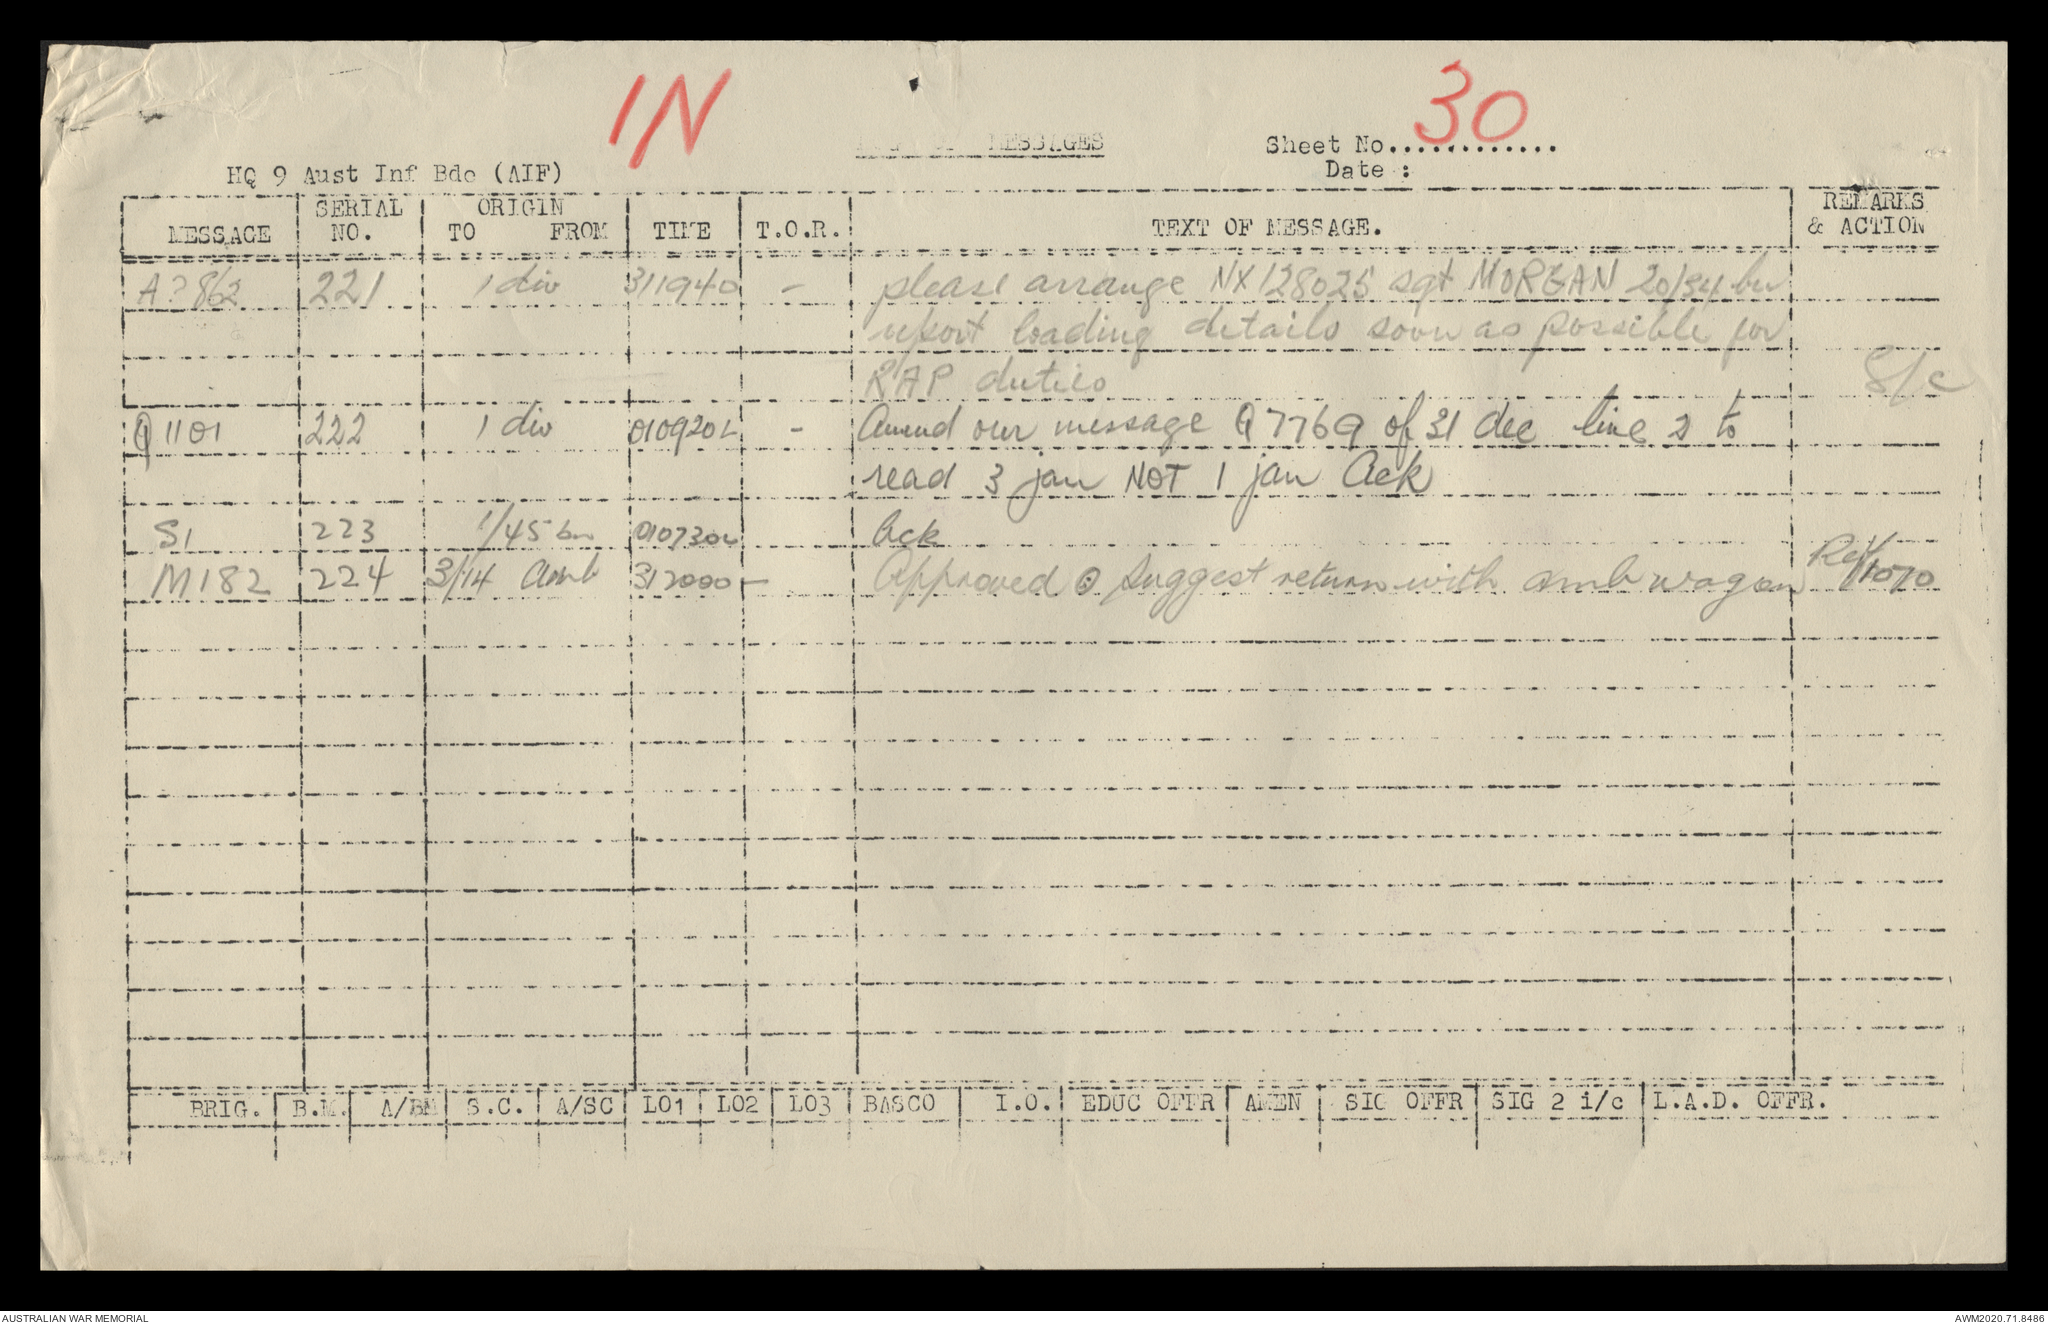 IN
MESSAGES
Sheet No............. 30
HQ 9 Aust Inf Bde (AIF)
Date :
MESSAGE SERIAL NO. ORIGIN TO FROM TIME T.O.R. TEXT OF MESSAGE. REMARKS & ACTION
A?862 221 1 div 311940 - please arrange NX128025 sgt MORGAN 20/34 bn
report loading details soon as possible for
RAP duties S/c
Q1101 222 1 div 010920L - Amend our message Q7769 of 31 dec line 2 to
read 3 jan NOT 1 jan Ack
S1 223 1/45 bn 010730L Ack
M182 224 3/14 Amb 312000 - Approved ⊙ Suggest return with amb wagon
BRIG. B.M. A/BM S.C. A/SC LO1 LO2 LO3 BASCO I.O. EDUC OFFR AMEN SIG OFFR SIG 2 i/c L.A.D. OFFR.
AUSTRALIAN WAR MEMORIAL AWM2020.71.8486